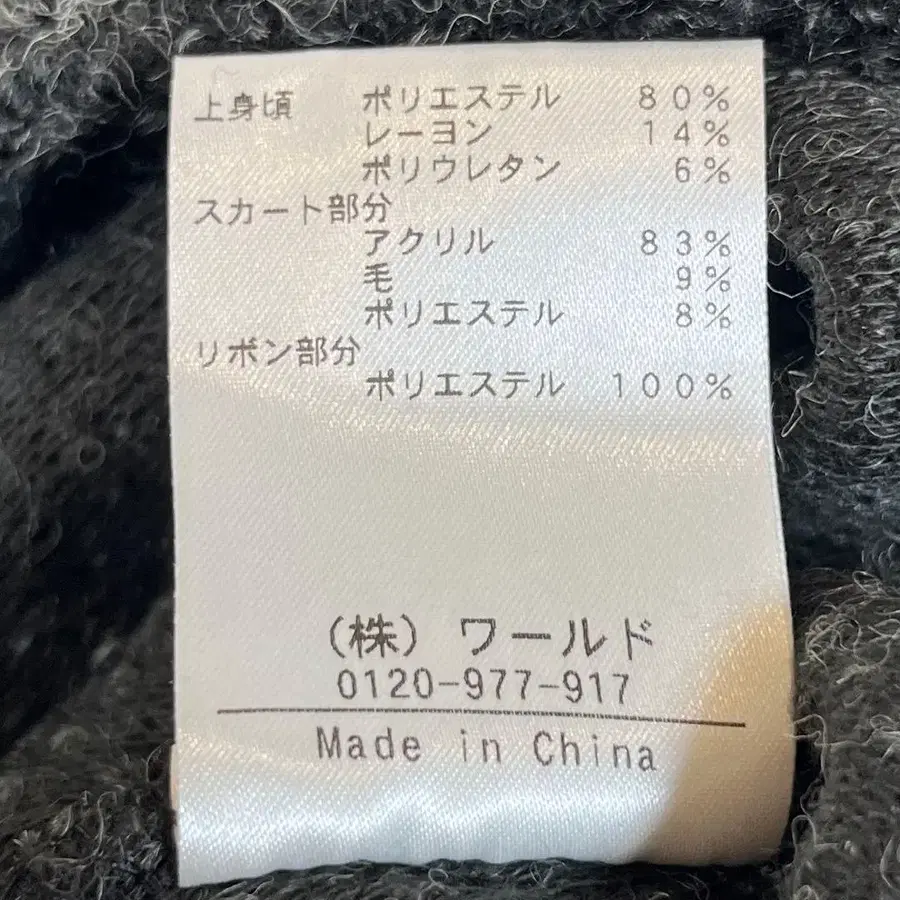 上身頃 ポリエステル 80%
レーヨン 14%
ポリウレタン 6%
スカート部分
アクリル 83%
毛 9%
ポリエステル 8%
リボン部分
ポリエステル 100%
(株) ワールド
0120-977-917
Made in China